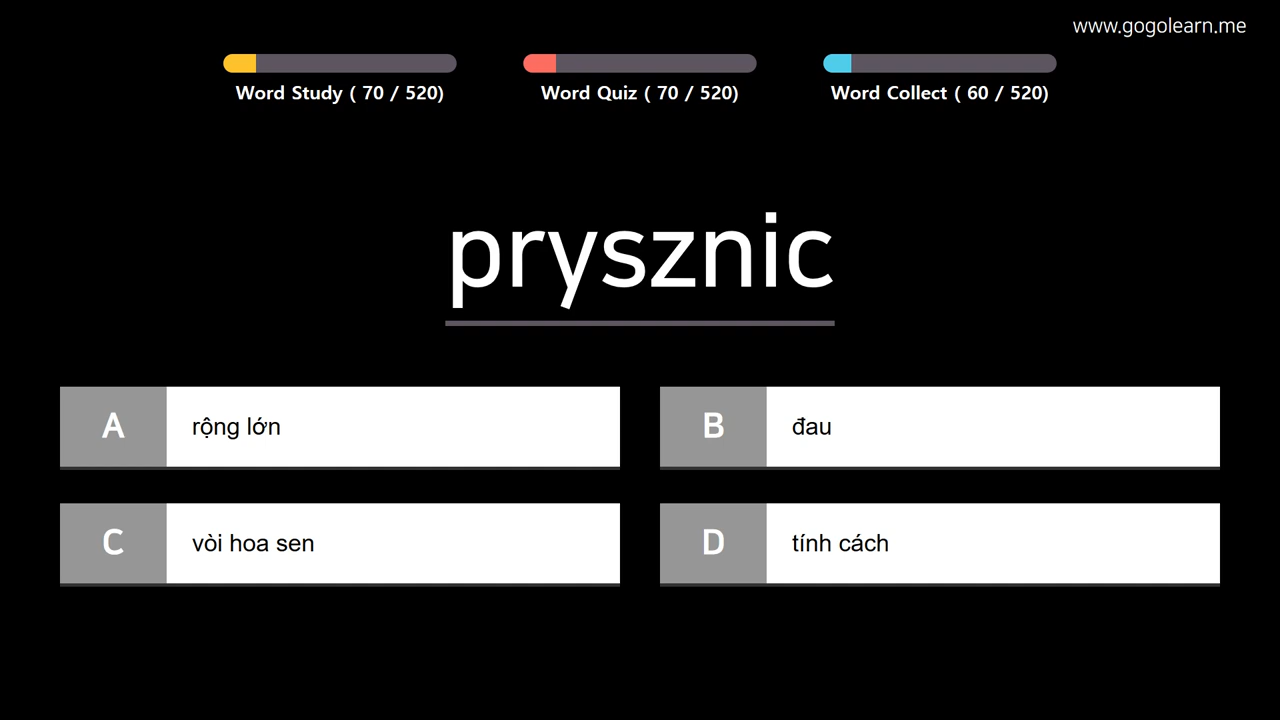 www.gogolearn.me
Word Study ( 70 / 520)
Word Quiz ( 70 / 520)
Word Collect ( 60 / 520)
prysznic
A rộng lớn
B đau
C vòi hoa sen
D tính cách